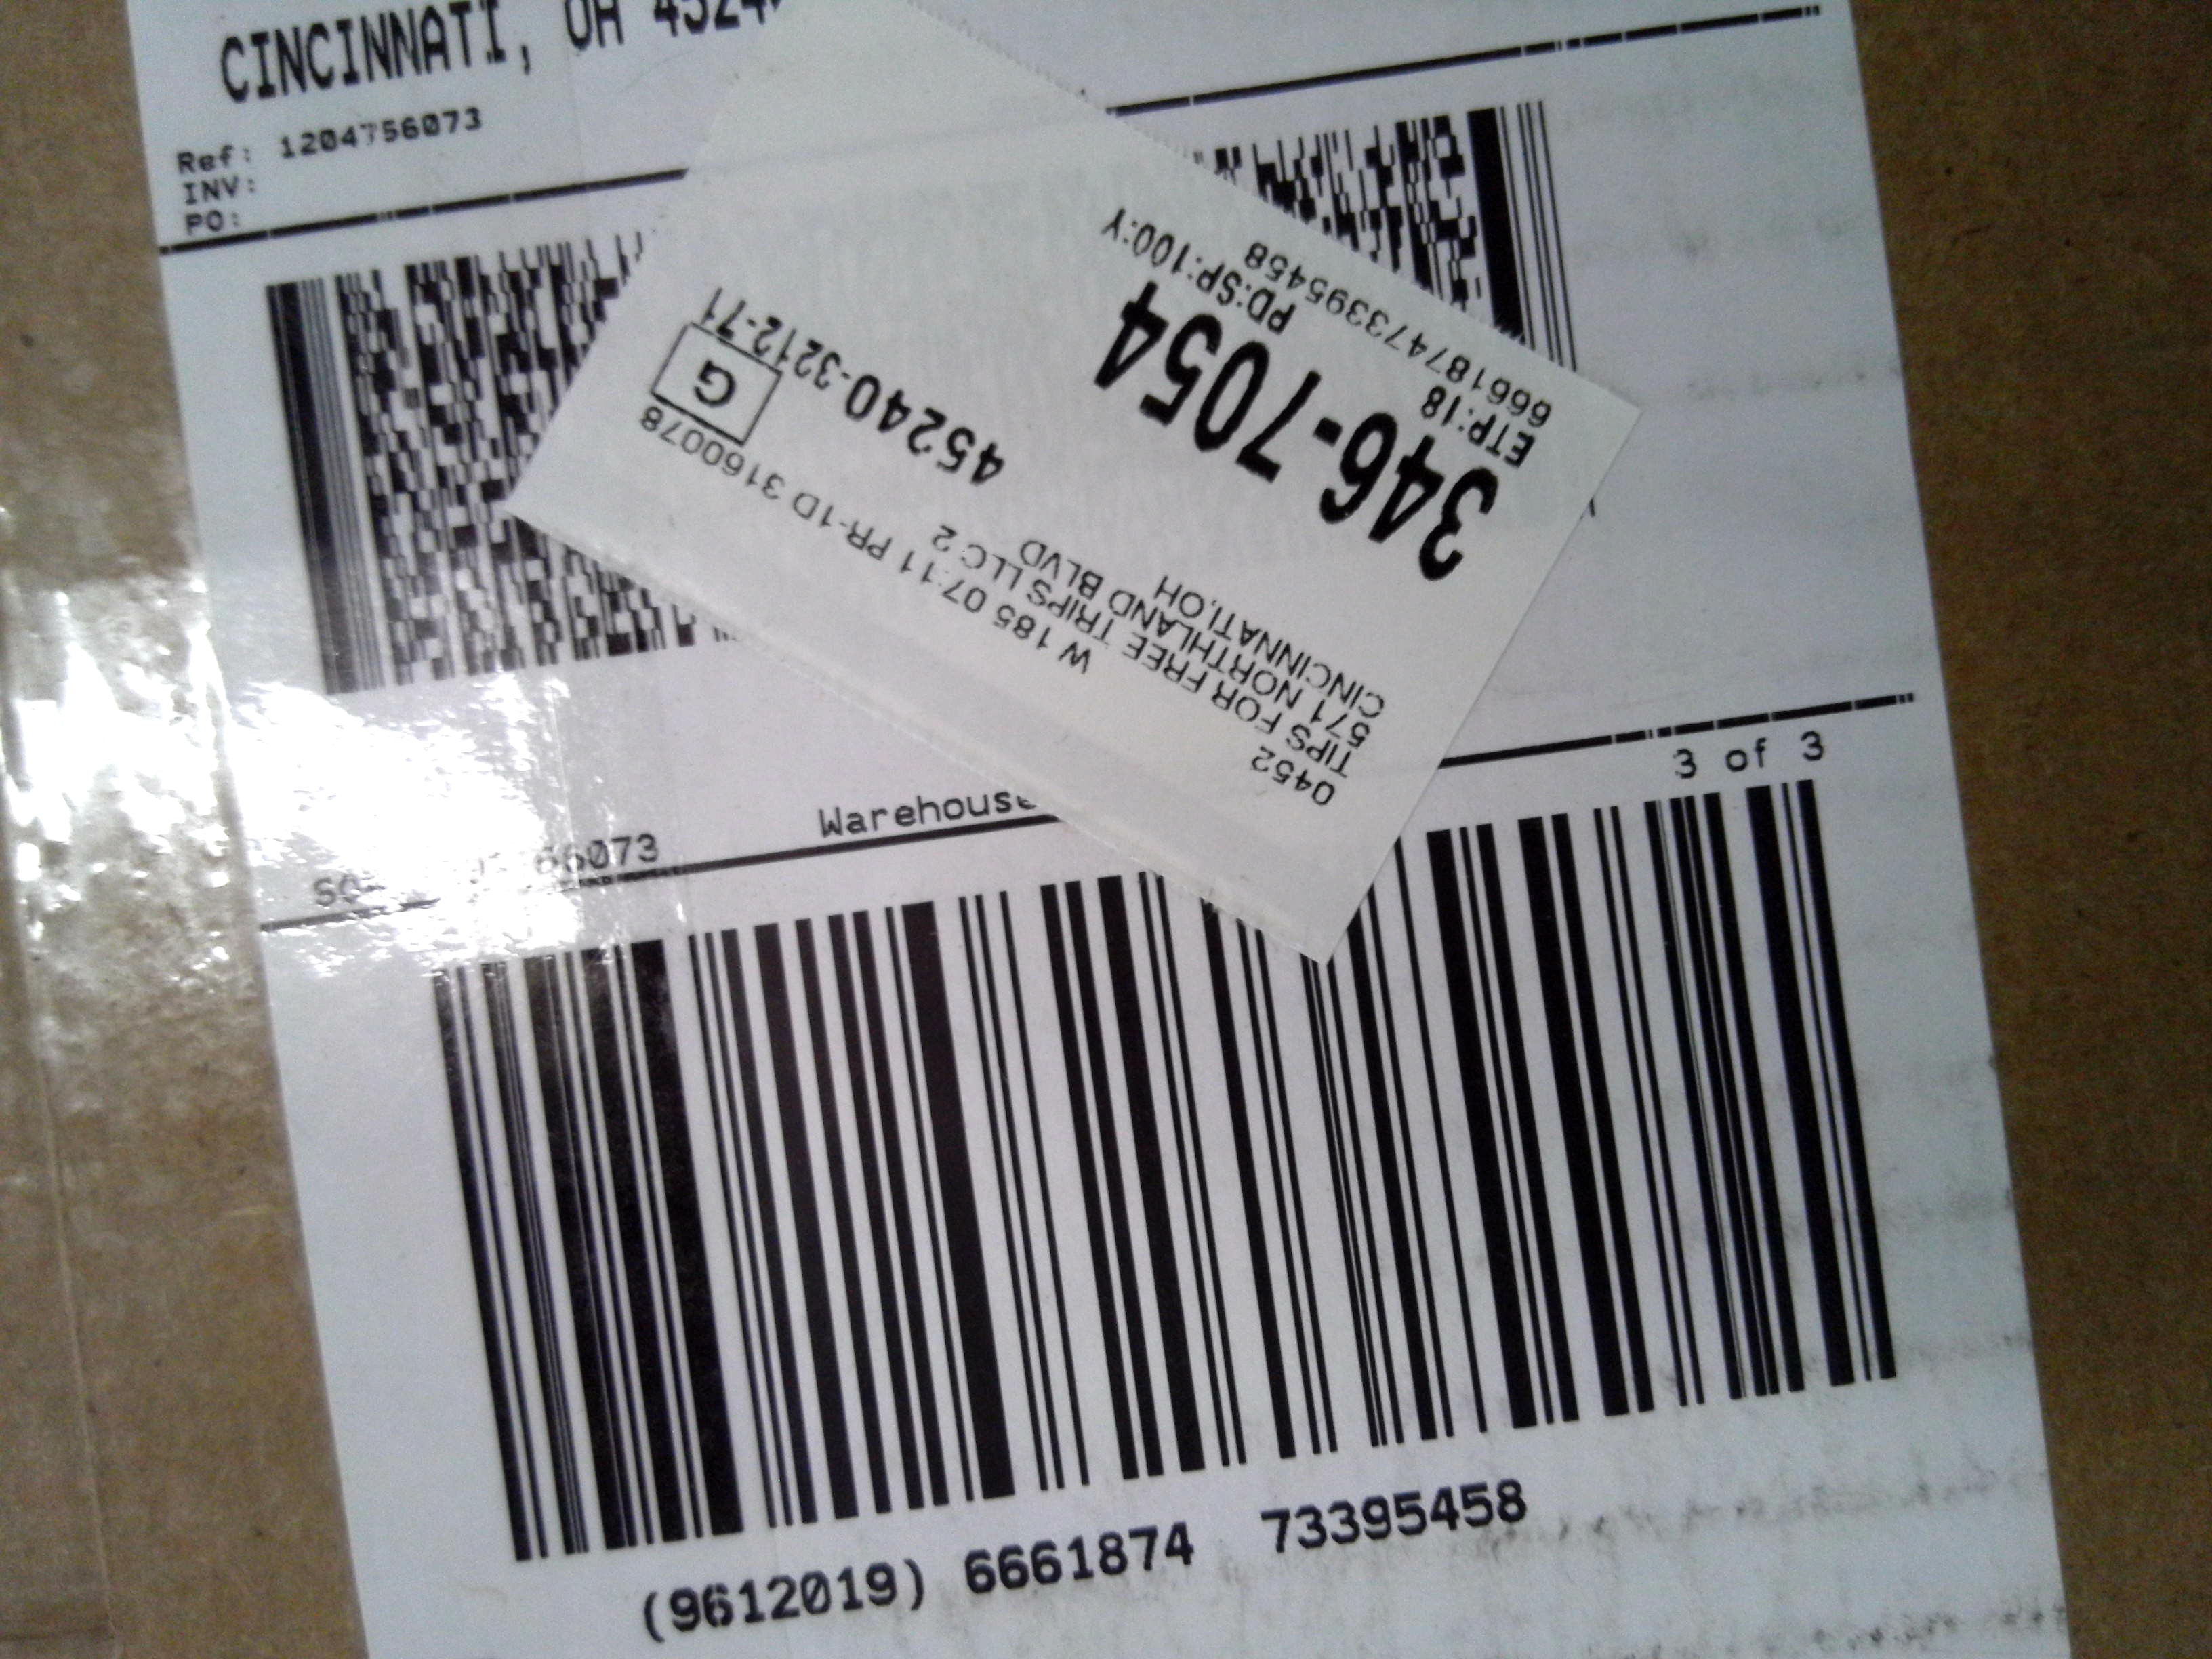 CINCINNATI, OH 4524
Ref: 1204756073
INV:
PO:
0452
W 185 07:11 PR-1D 3160078
TIPS FOR FREE TRIPS LLC 2
571 NORTHLAND BLVD
CINCINNATI,OH
45240-3212-71
G
346-7054
ETP:18
PD:SP:100:Y
666187473395458
Warehouse
3 of 3
(9612019) 6661874 73395458